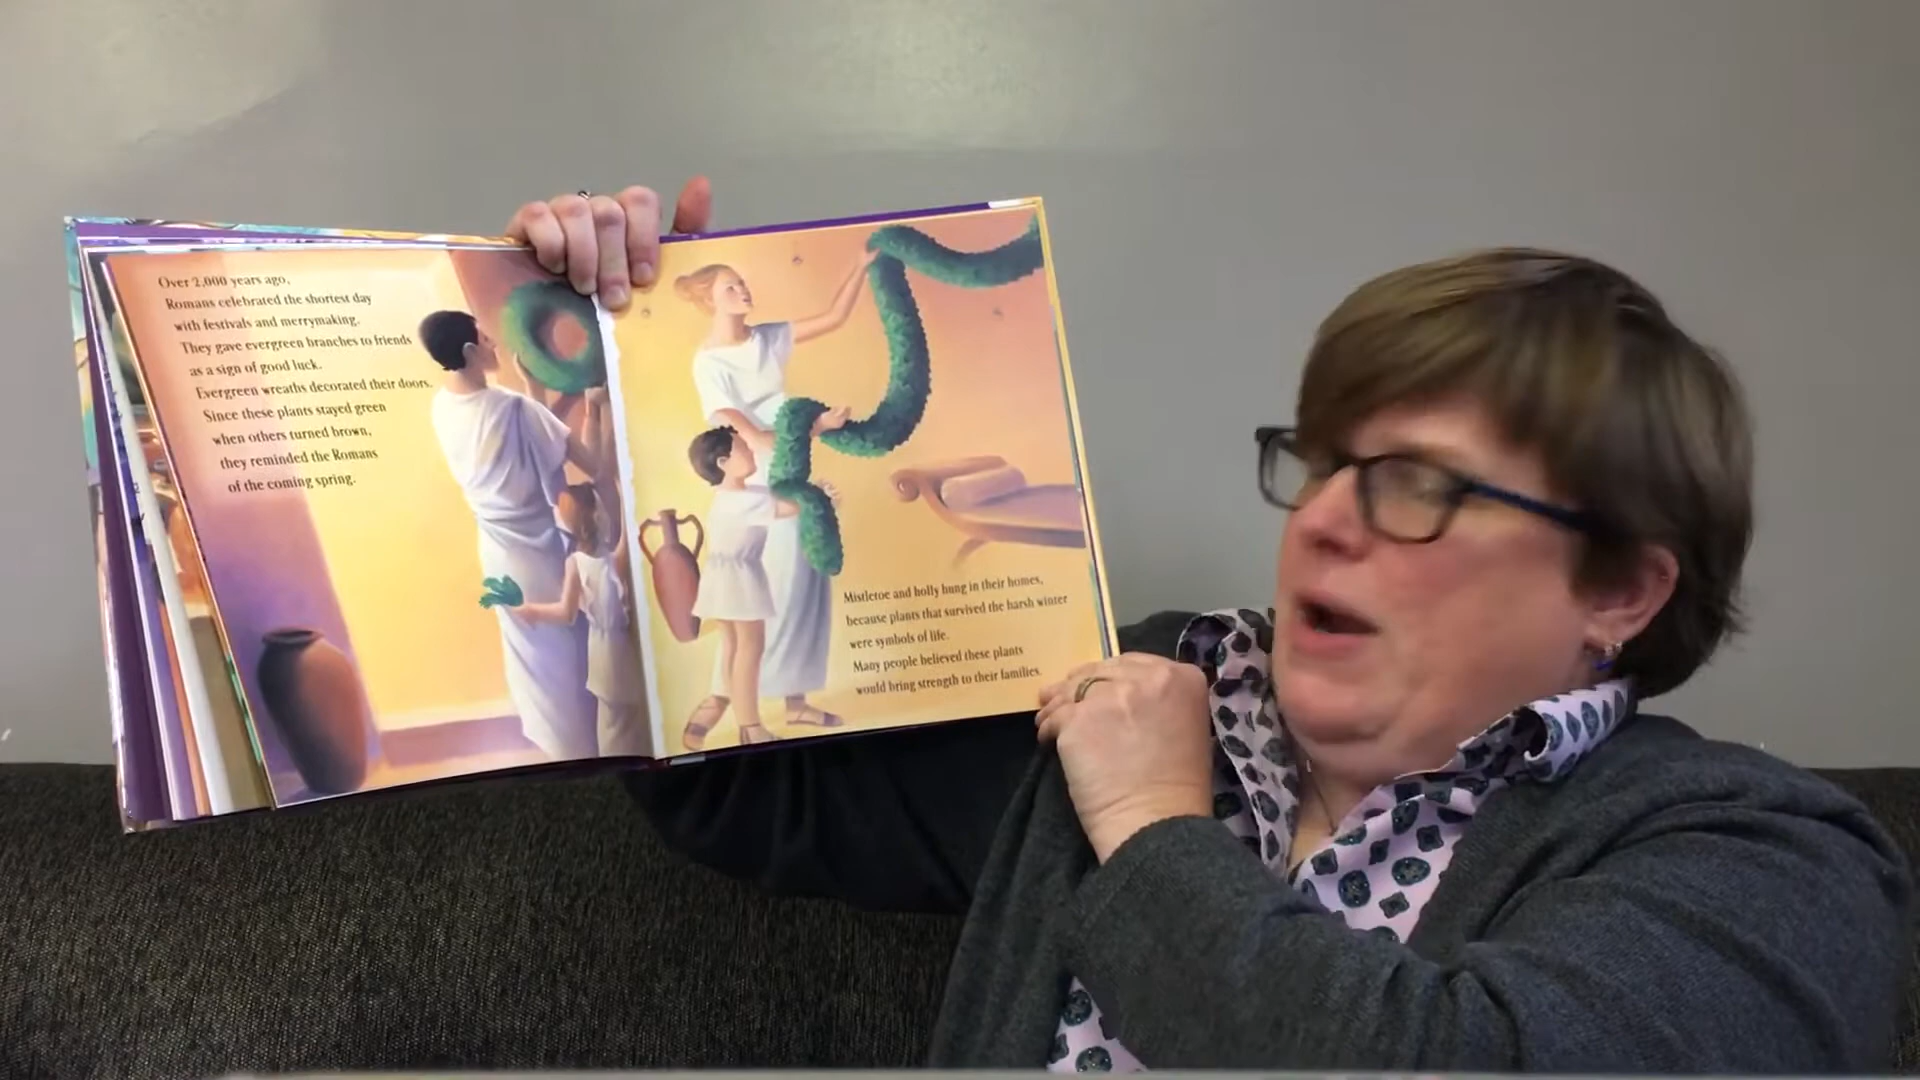 Over 2,000 years ago,
Romans celebrated the shortest day
with festivals and merrymaking.
They gave evergreen branches to friends
as a sign of good luck.
Evergreen wreaths decorated their doors.
Since these plants stayed green
when others turned brown,
they reminded the Romans
of the coming spring.
Mistletoe and holly hung in their homes,
because plants that survived the harsh winter
were symbols of life.
Many people believed these plants
would bring strength to their families.